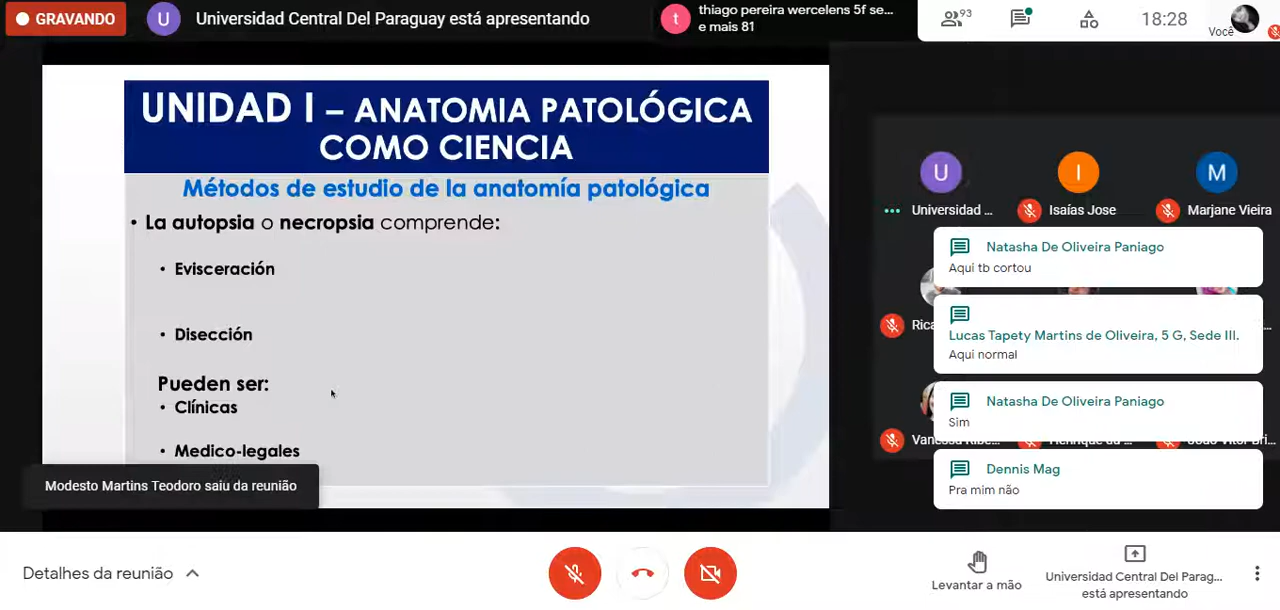 GRAVANDO
U
Universidad Central Del Paraguay está apresentando
t
thiago pereira wercelens 5f se...
e mais 81
93
18:28
Você
UNIDAD I – ANATOMIA PATOLÓGICA
COMO CIENCIA
Métodos de estudio de la anatomía patológica
• La autopsia o necropsia comprende:
• Evisceración
• Disección
Pueden ser:
• Clínicas
• Medico-legales
Modesto Martins Teodoro saiu da reunião
U
I
M
Universidad ...
Isaías Jose
Marjane Vieira
Natasha De Oliveira Paniago
Aqui tb cortou
Lucas Tapety Martins de Oliveira, 5 G, Sede III.
Aqui normal
Natasha De Oliveira Paniago
Sim
Dennis Mag
Pra mim não
Detalhes da reunião
Levantar a mão
Universidad Central Del Parag...
está apresentando